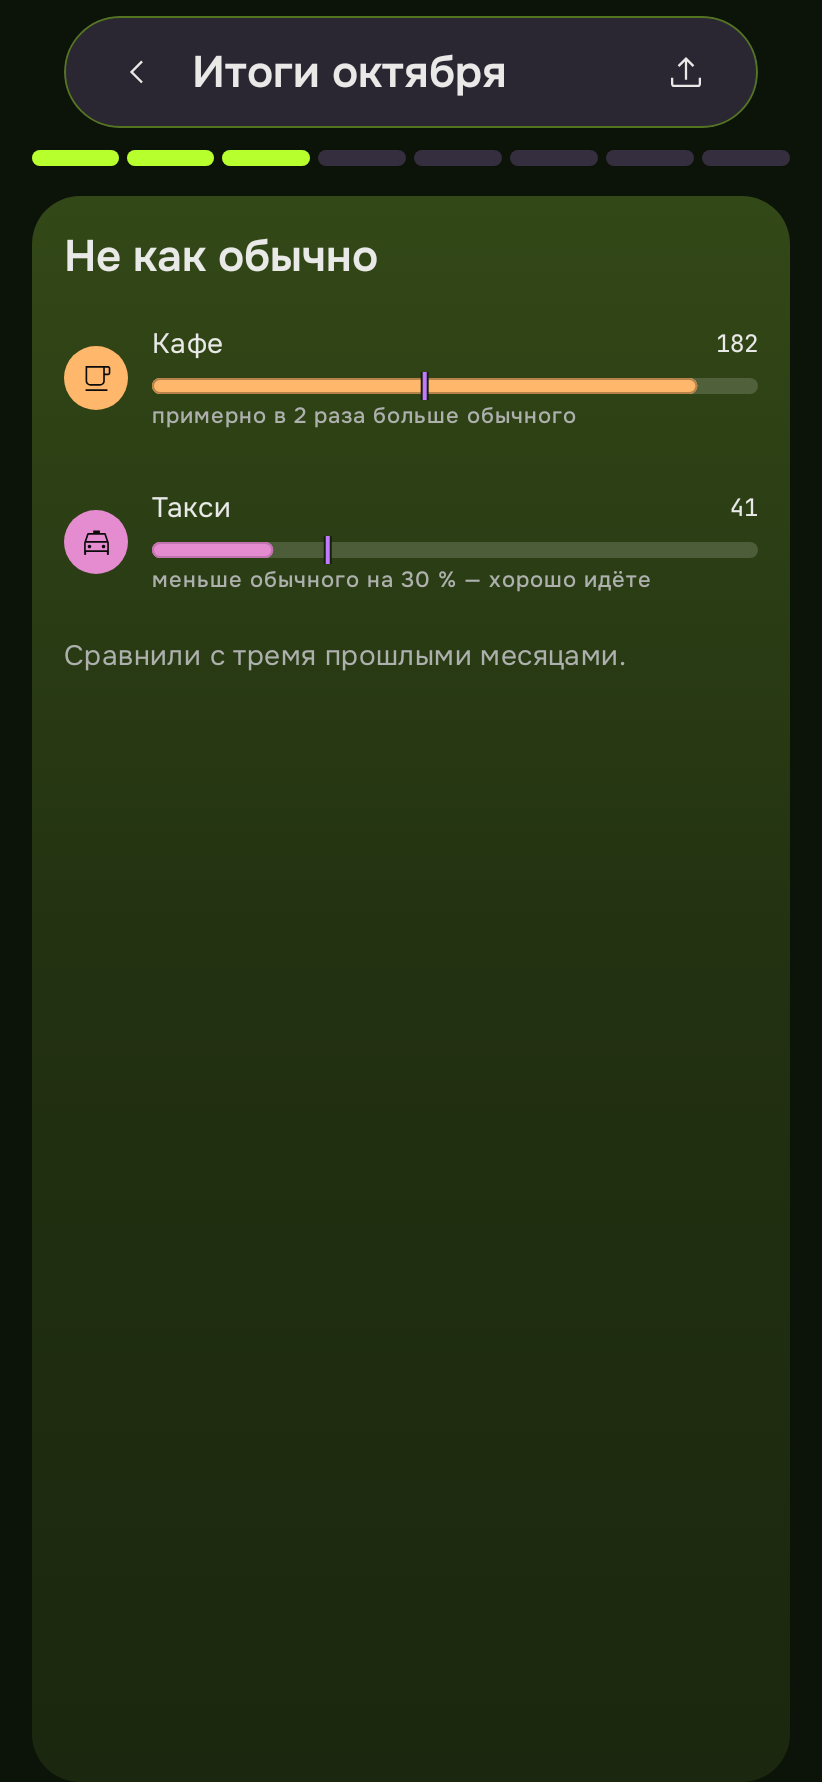 Итоги октября
Не как обычно
Кафе 182
примерно в 2 раза больше обычного
Такси 41
меньше обычного на 30 % — хорошо идёте
Сравнили с тремя прошлыми месяцами.